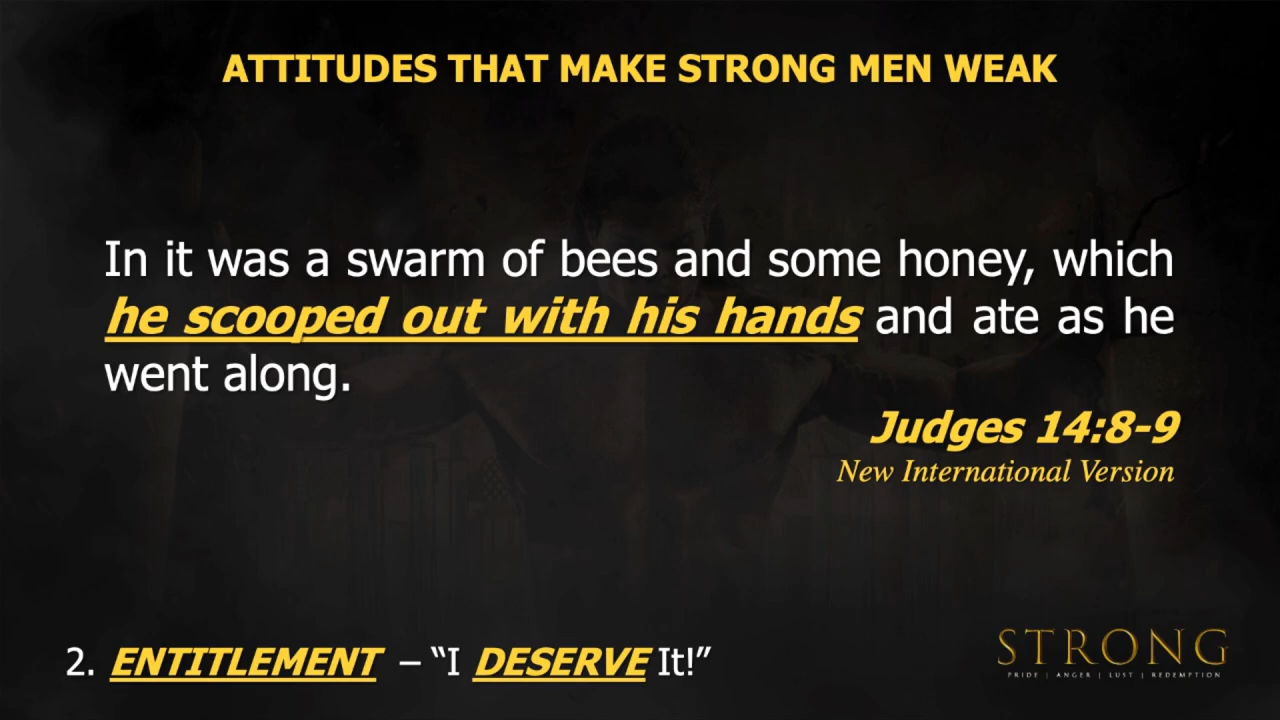 ATTITUDES THAT MAKE STRONG MEN WEAK
In it was a swarm of bees and some honey, which
he scooped out with his hands and ate as he
went along.
Judges 14:8-9
New International Version
2. ENTITLEMENT – “I DESERVE It!”
STRONG
PRIDE | ANGER | LUST | REDEMPTION